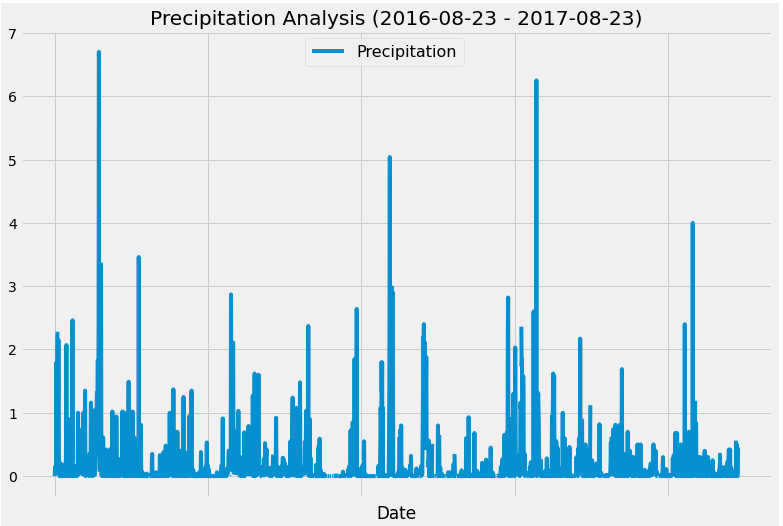 Precipitation Analysis (2016-08-23 - 2017-08-23)
Precipitation
7
6
5
4
3
2
1
0
Date